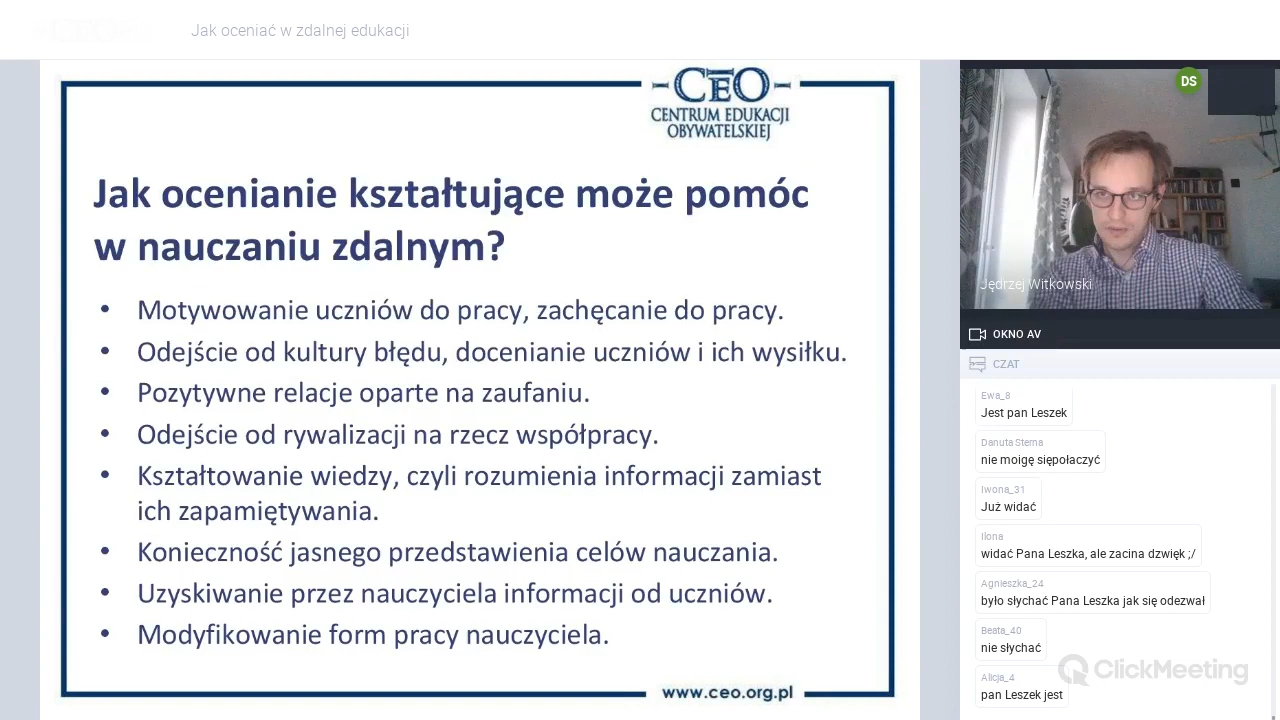 Jak oceniać w zdalnej edukacji
CEO
CENTRUM EDUKACJI
OBYWATELSKIEJ
Jak ocenianie kształtujące może pomóc
w nauczaniu zdalnym?
• Motywowanie uczniów do pracy, zachęcanie do pracy.
• Odejście od kultury błędu, docenianie uczniów i ich wysiłku.
• Pozytywne relacje oparte na zaufaniu.
• Odejście od rywalizacji na rzecz współpracy.
• Kształtowanie wiedzy, czyli rozumienia informacji zamiast
ich zapamiętywania.
• Konieczność jasnego przedstawienia celów nauczania.
• Uzyskiwanie przez nauczyciela informacji od uczniów.
• Modyfikowanie form pracy nauczyciela.
www.ceo.org.pl
DS
Jędrzej Witkowski
OKNO AV
CZAT
Ewa_8
Jest pan Leszek
Danuta Sterna
nie moigę siępołaczyć
Iwona_31
Już widać
Ilona
widać Pana Leszka, ale zacina dzwięk ;/
Agnieszka_24
było słychać Pana Leszka jak się odezwał
Beata_40
nie słychać
Alicja_4
pan Leszek jest
ClickMeeting